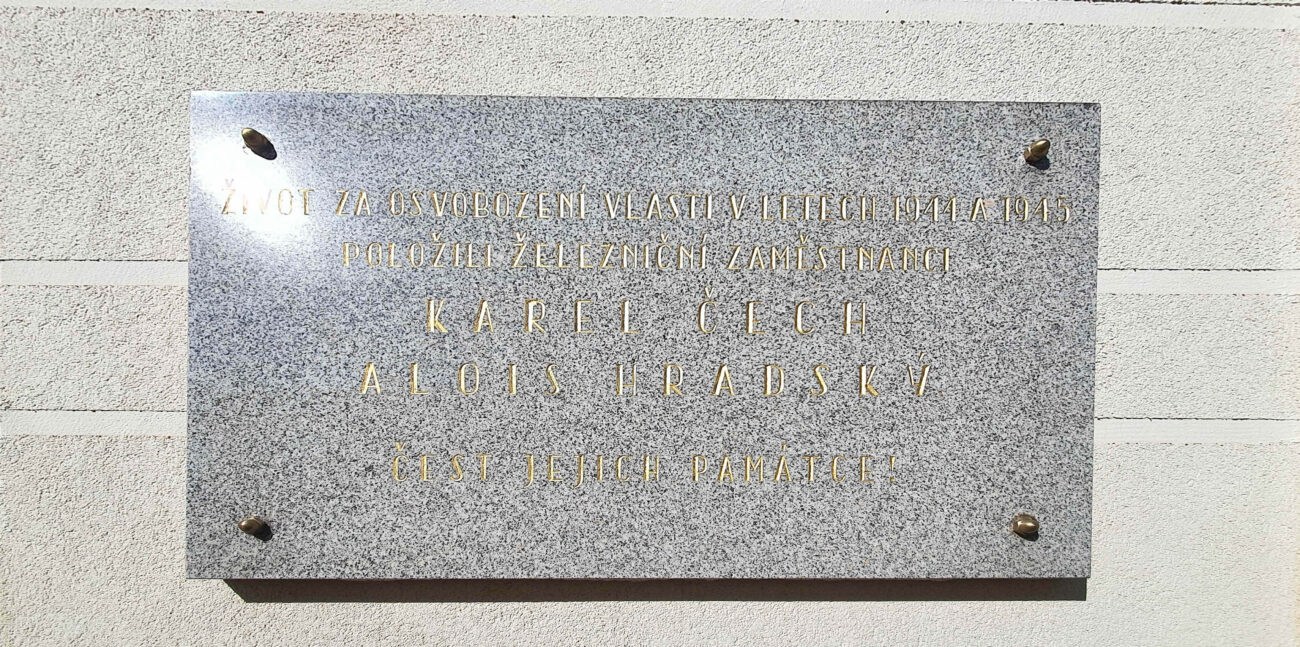 ŽIVOT ZA OSVOBOZENÍ VLASTI V LETECH 1944 A 1945
POLOŽILI ŽELEZNIČNÍ ZAMĚSTNANCI
KAREL ČECH
ALOIS HRADSKÝ
ČEST JEJICH PAMÁTCE!